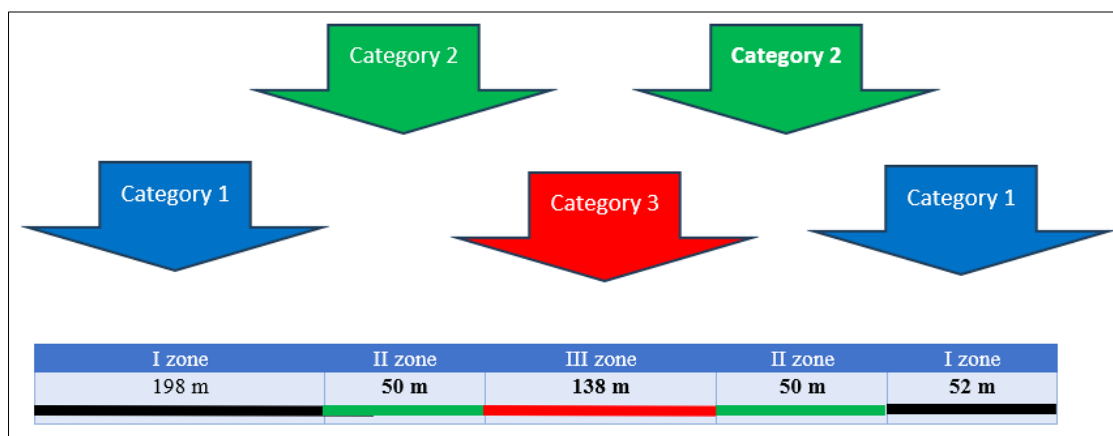 Category 2
Category 2
Category 1
Category 3
Category 1
I zone II zone III zone II zone I zone
198 m 50 m 138 m 50 m 52 m